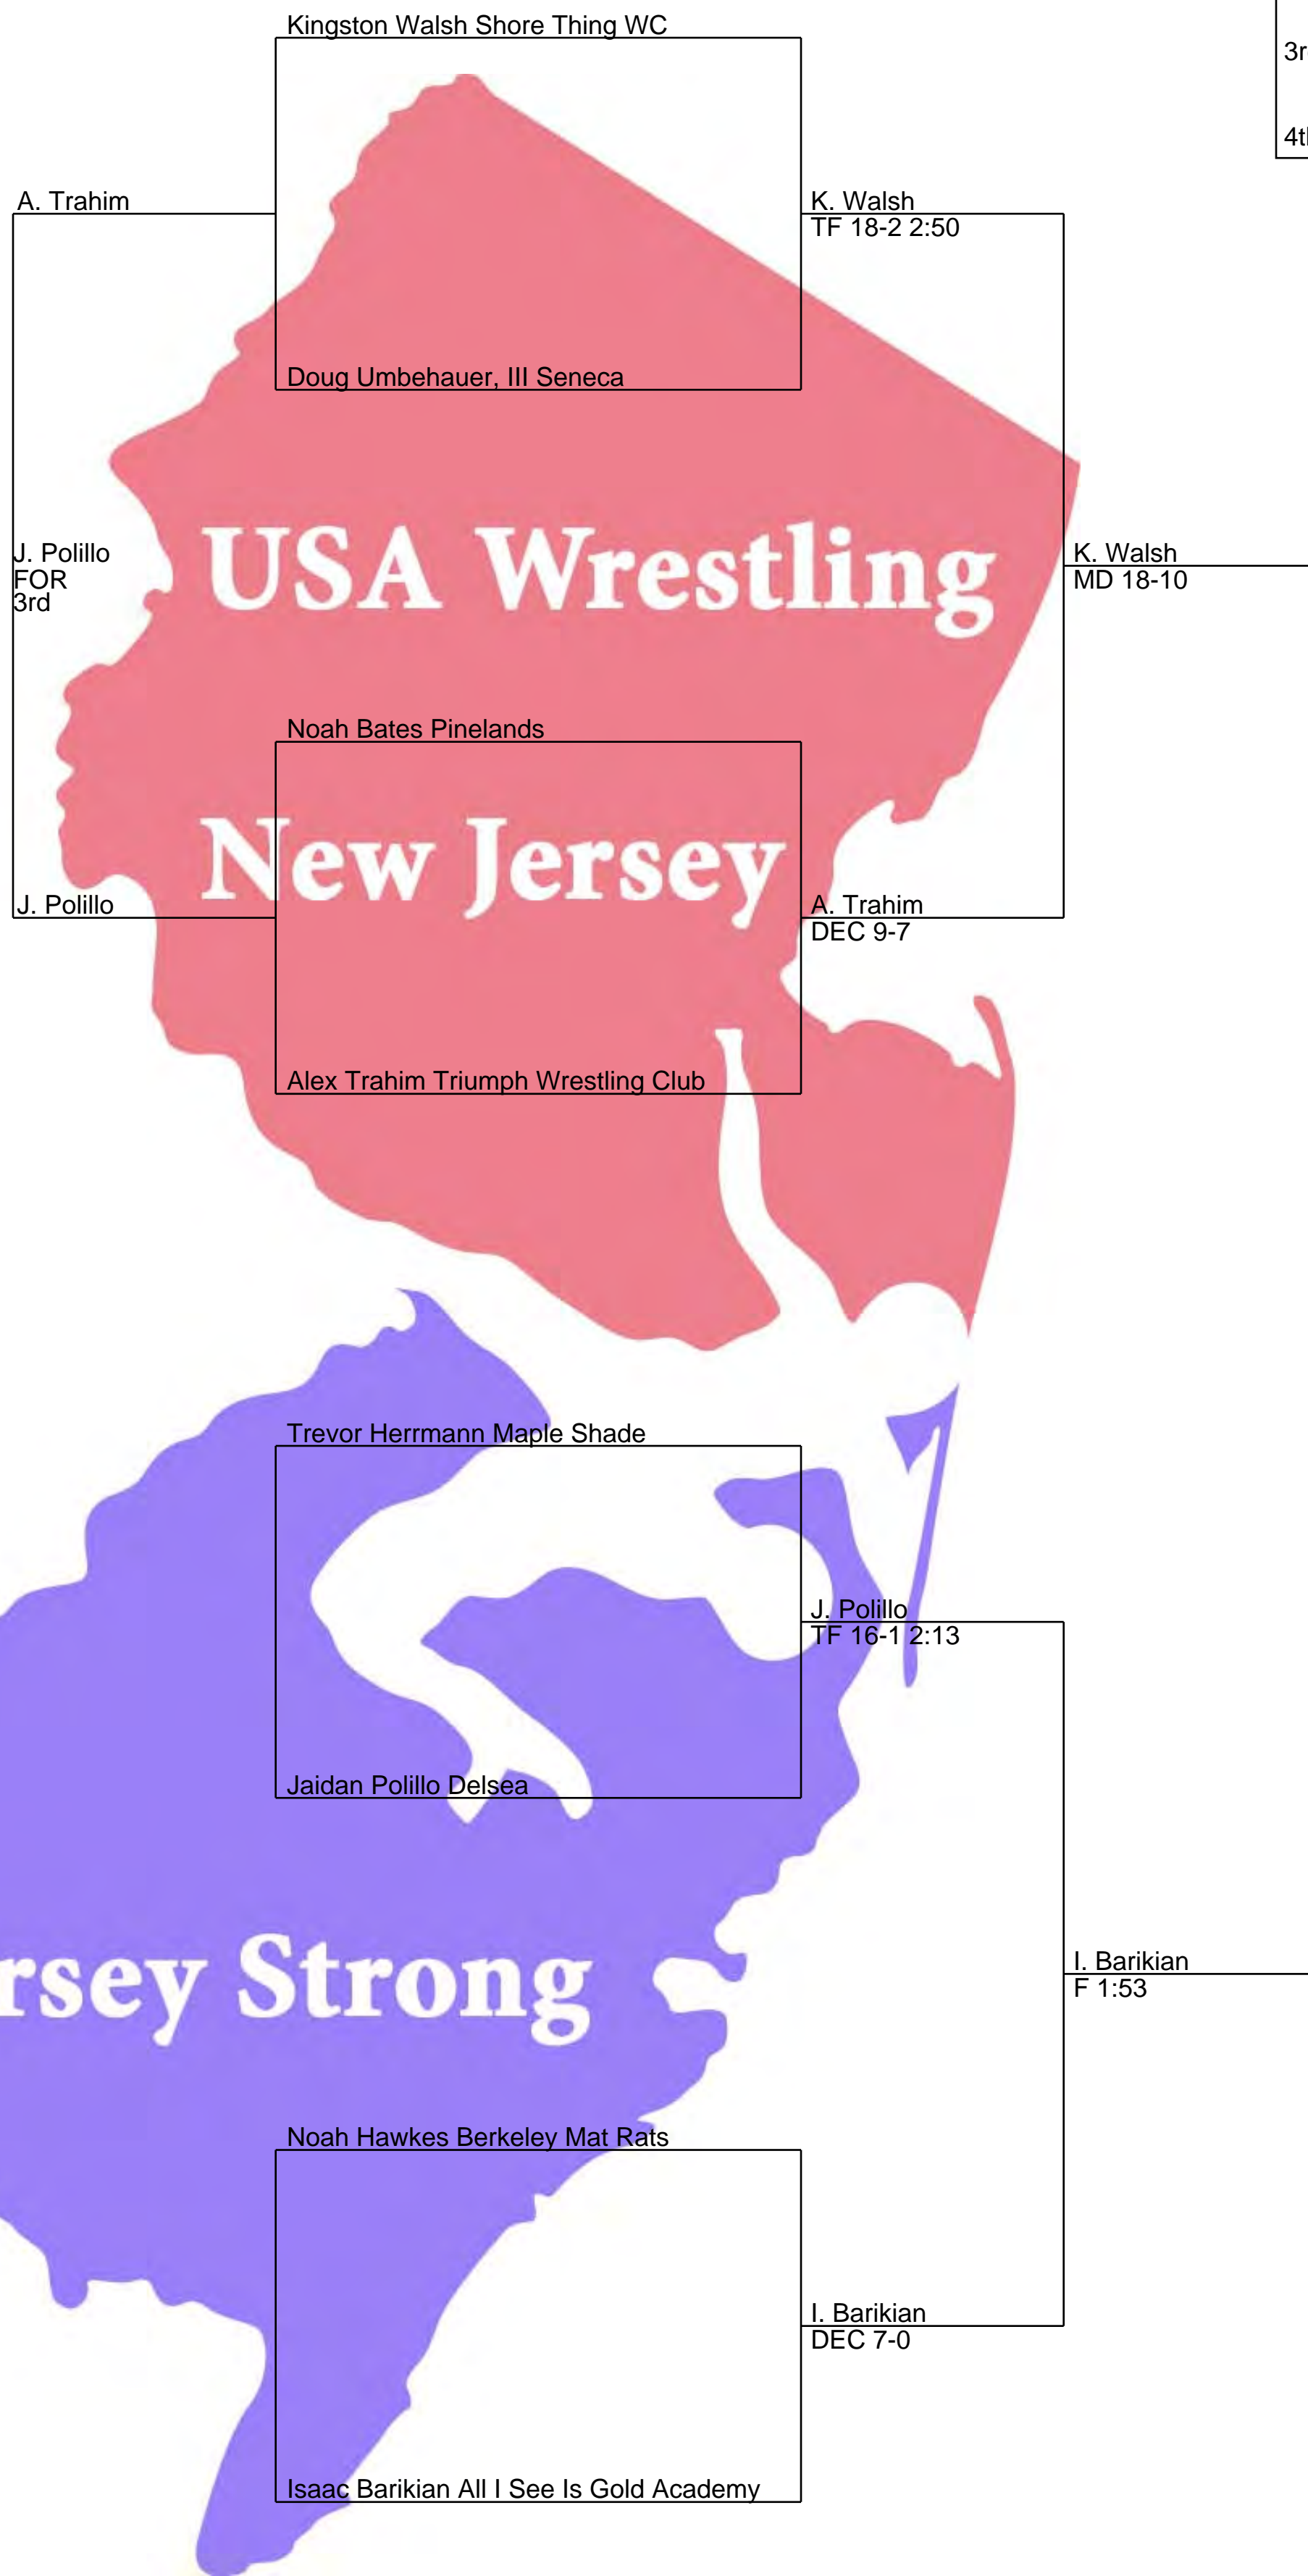 Kingston Walsh Shore Thing WC
3r
4th
A. Trahim
K. Walsh
TF 18-2 2:50
Doug Umbehauer, III Seneca
USA Wrestling
J. Polillo
FOR
3rd
K. Walsh
MD 18-10
Noah Bates Pinelands
New Jersey
J. Polillo
A. Trahim
DEC 9-7
Alex Trahim Triumph Wrestling Club
Trevor Herrmann Maple Shade
J. Polillo
TF 16-1 2:13
Jaidan Polillo Delsea
rsey Strong
I. Barikian
F 1:53
Noah Hawkes Berkeley Mat Rats
I. Barikian
DEC 7-0
Isaac Barikian All I See Is Gold Academy